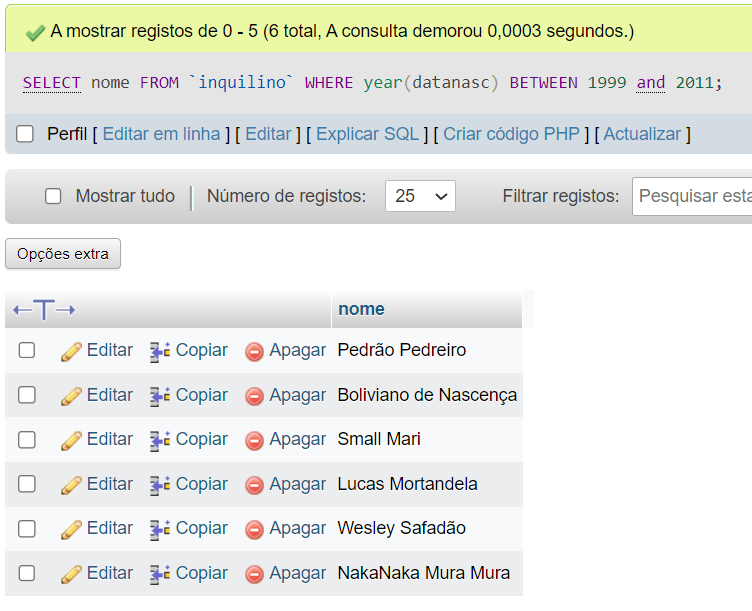 A mostrar registos de 0 - 5 (6 total, A consulta demorou 0,0003 segundos.)
SELECT nome FROM `inquilino` WHERE year(datanasc) BETWEEN 1999 and 2011;
Perfil [ Editar em linha ] [ Editar ] [ Explicar SQL ] [ Criar código PHP ] [ Actualizar ]
Mostrar tudo Número de registos: 25 Filtrar registos: Pesquisar esta
Opções extra
←T→ nome
Editar Copiar Apagar Pedrão Pedreiro
Editar Copiar Apagar Boliviano de Nascença
Editar Copiar Apagar Small Mari
Editar Copiar Apagar Lucas Mortandela
Editar Copiar Apagar Wesley Safadão
Editar Copiar Apagar NakaNaka Mura Mura